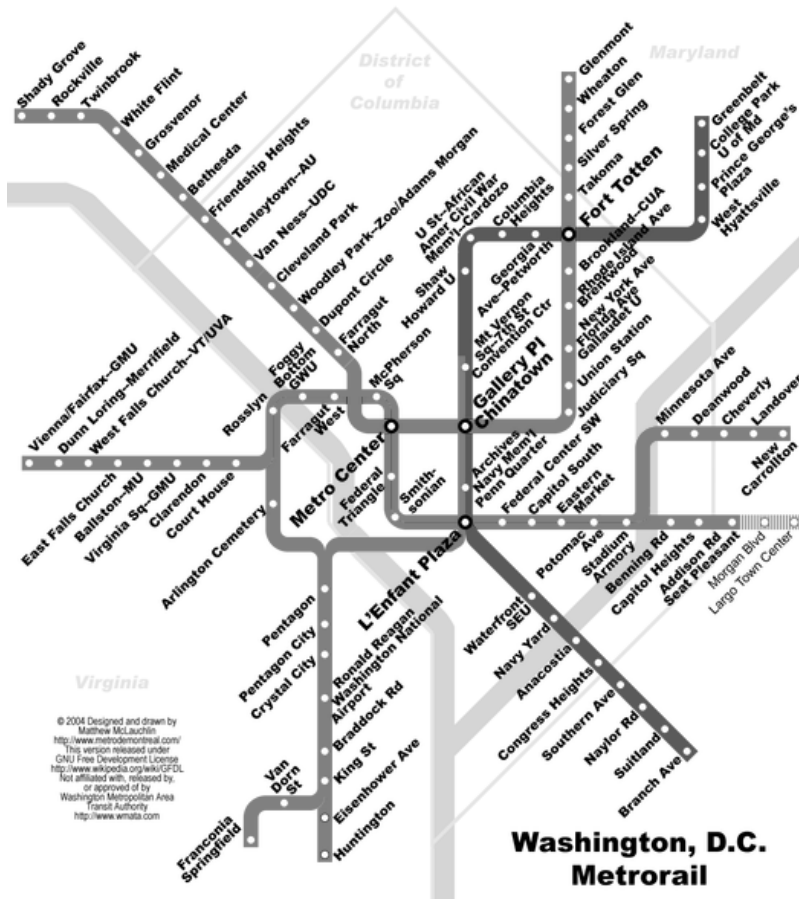 District
of
Columbia
Maryland
Virginia
Shady Grove
Rockville
Twinbrook
White Flint
Grosvenor
Medical Center
Bethesda
Friendship Heights
Tenleytown--AU
Van Ness--UDC
Cleveland Park
Woodley Park--Zoo/Adams Morgan
Dupont Circle
Farragut
North
Glenmont
Wheaton
Forest Glen
Silver Spring
Takoma
Fort Totten
Greenbelt
College Park
U of Md
Prince George's
Plaza
West
Hyattsville
U St--African
Amer Civil War
Mem'l--Cardozo
Columbia
Heights
Georgia
Ave--Petworth
Shaw
Howard U
Mt Vernon
Sq--7th St
Convention Ctr
Brookland--CUA
Rhode Island Ave
Brentwood
New York Ave
Florida Ave
Gallaudet U
Union Station
Judiciary Sq
Gallery Pl
Chinatown
Vienna/Fairfax--GMU
Dunn Loring--Merrifield
West Falls Church--VT/UVA
East Falls Church
Ballston--MU
Virginia Sq--GMU
Clarendon
Court House
Rosslyn
Foggy
Bottom
GWU
Farragut
West
McPherson
Sq
Metro Center
Federal
Triangle
Smith-
sonian
Archives
Navy Mem'l
Penn Quarter
L'Enfant Plaza
Federal Center SW
Capitol South
Eastern
Market
Potomac
Ave
Stadium
Armory
Minnesota Ave
Deanwood
Cheverly
Landover
New
Carrollton
Benning Rd
Capitol Heights
Addison Rd
Seat Pleasant
Morgan Blvd
Largo Town Center
Arlington Cemetery
Pentagon
Pentagon City
Crystal City
Ronald Reagan
Washington National
Airport
Braddock Rd
King St
Eisenhower Ave
Huntington
Van
Dorn
St
Franconia
Springfield
Waterfront
SEU
Navy Yard
Anacostia
Congress Heights
Southern Ave
Naylor Rd
Suitland
Branch Ave
© 2004 Designed and drawn by
Matthew McLauchlin
http://www.metrodemontreal.com/
This version released under
GNU Free Development License
http://www.wikipedia.org/wiki/GFDL
Not affiliated with, released by,
or approved of by
Washington Metropolitan Area
Transit Authority
http://www.wmata.com
Washington, D.C.
Metrorail